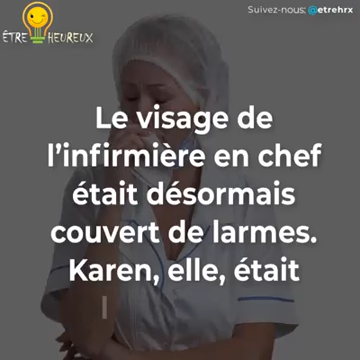 Suivez-nous: @etrehrx
ÊTRE HEUREUX
Le visage de
l'infirmière en chef
était désormais
couvert de larmes.
Karen, elle, était